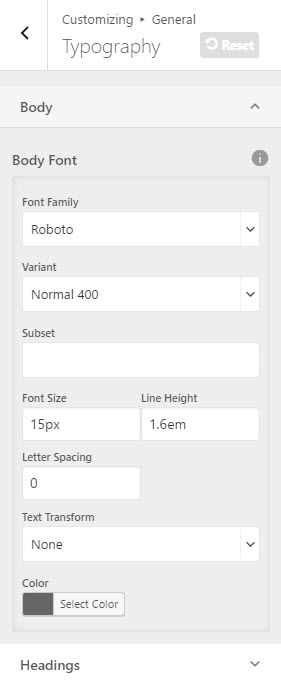 Customizing ▸ General
Typography
Reset
Body
Body Font
Font Family
Roboto
Variant
Normal 400
Subset
Font Size Line Height
15px 1.6em
Letter Spacing
0
Text Transform
None
Color
Select Color
Headings